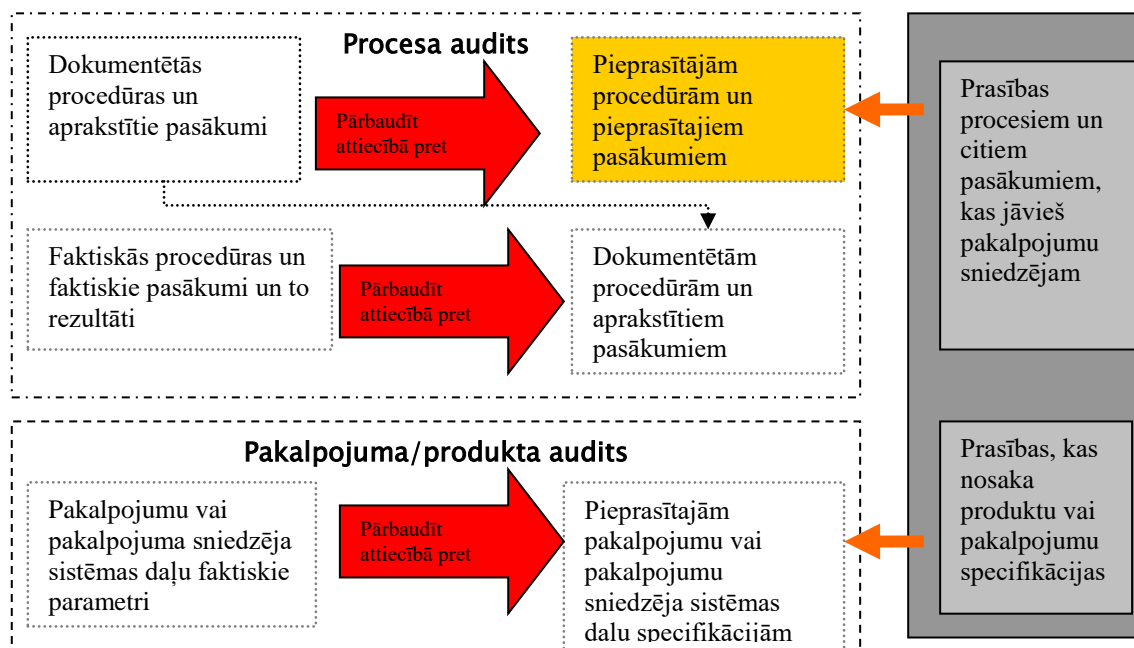 Procesa audits
Dokumentētās
procedūras un
aprakstītie pasākumi
Pārbaudīt
attiecībā pret
Pieprasītājām
procedūrām un
pieprasītajiem
pasākumiem
Faktiskās procedūras un
faktiskie pasākumi un to
rezultāti
Pārbaudīt
attiecībā pret
Dokumentētām
procedūrām un
aprakstītiem
pasākumiem
Prasības
procesiem un
citiem
pasākumiem,
kas jāvieš
pakalpojumu
sniedzējam
Pakalpojuma/produkta audits
Pakalpojumu vai
pakalpojuma sniedzēja
sistēmas daļu faktiskie
parametri
Pārbaudīt
attiecībā pret
Pieprasītajām
pakalpojumu vai
pakalpojumu
sniedzēja sistēmas
daļu specifikācijām
Prasības, kas
nosaka
produktu vai
pakalpojumu
specifikācijas